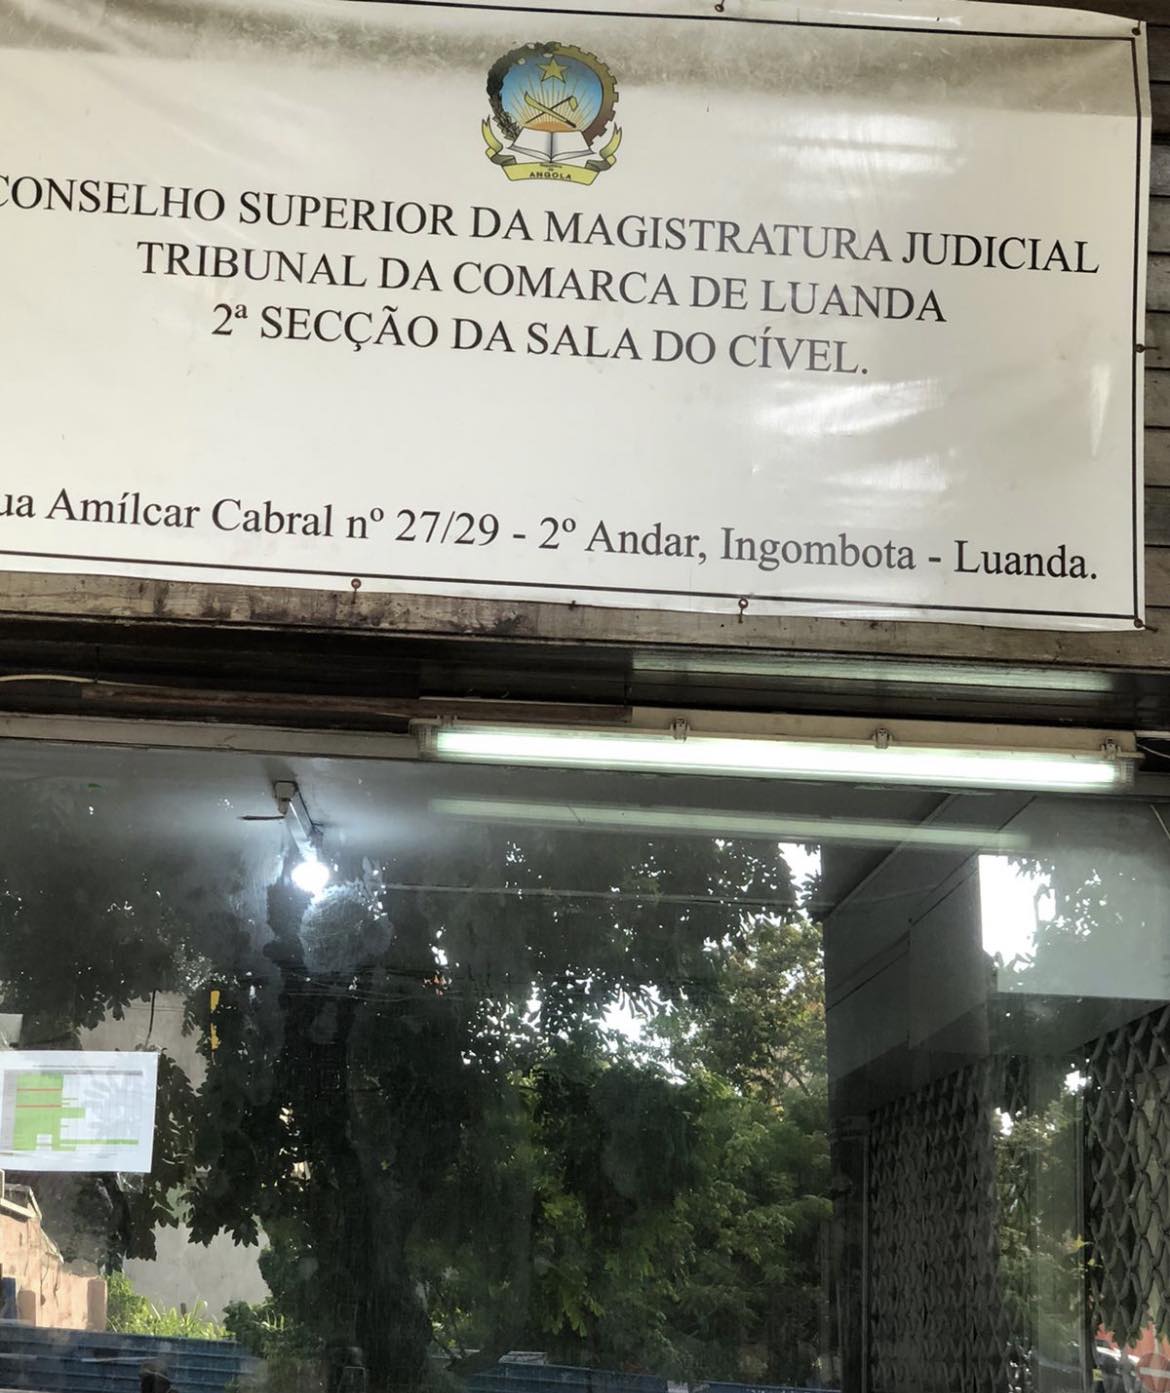 ANGOLA
CONSELHO SUPERIOR DA MAGISTRATURA JUDICIAL
TRIBUNAL DA COMARCA DE LUANDA
2ª SECÇÃO DA SALA DO CÍVEL.
ua Amílcar Cabral nº 27/29 - 2º Andar, Ingombota - Luanda.